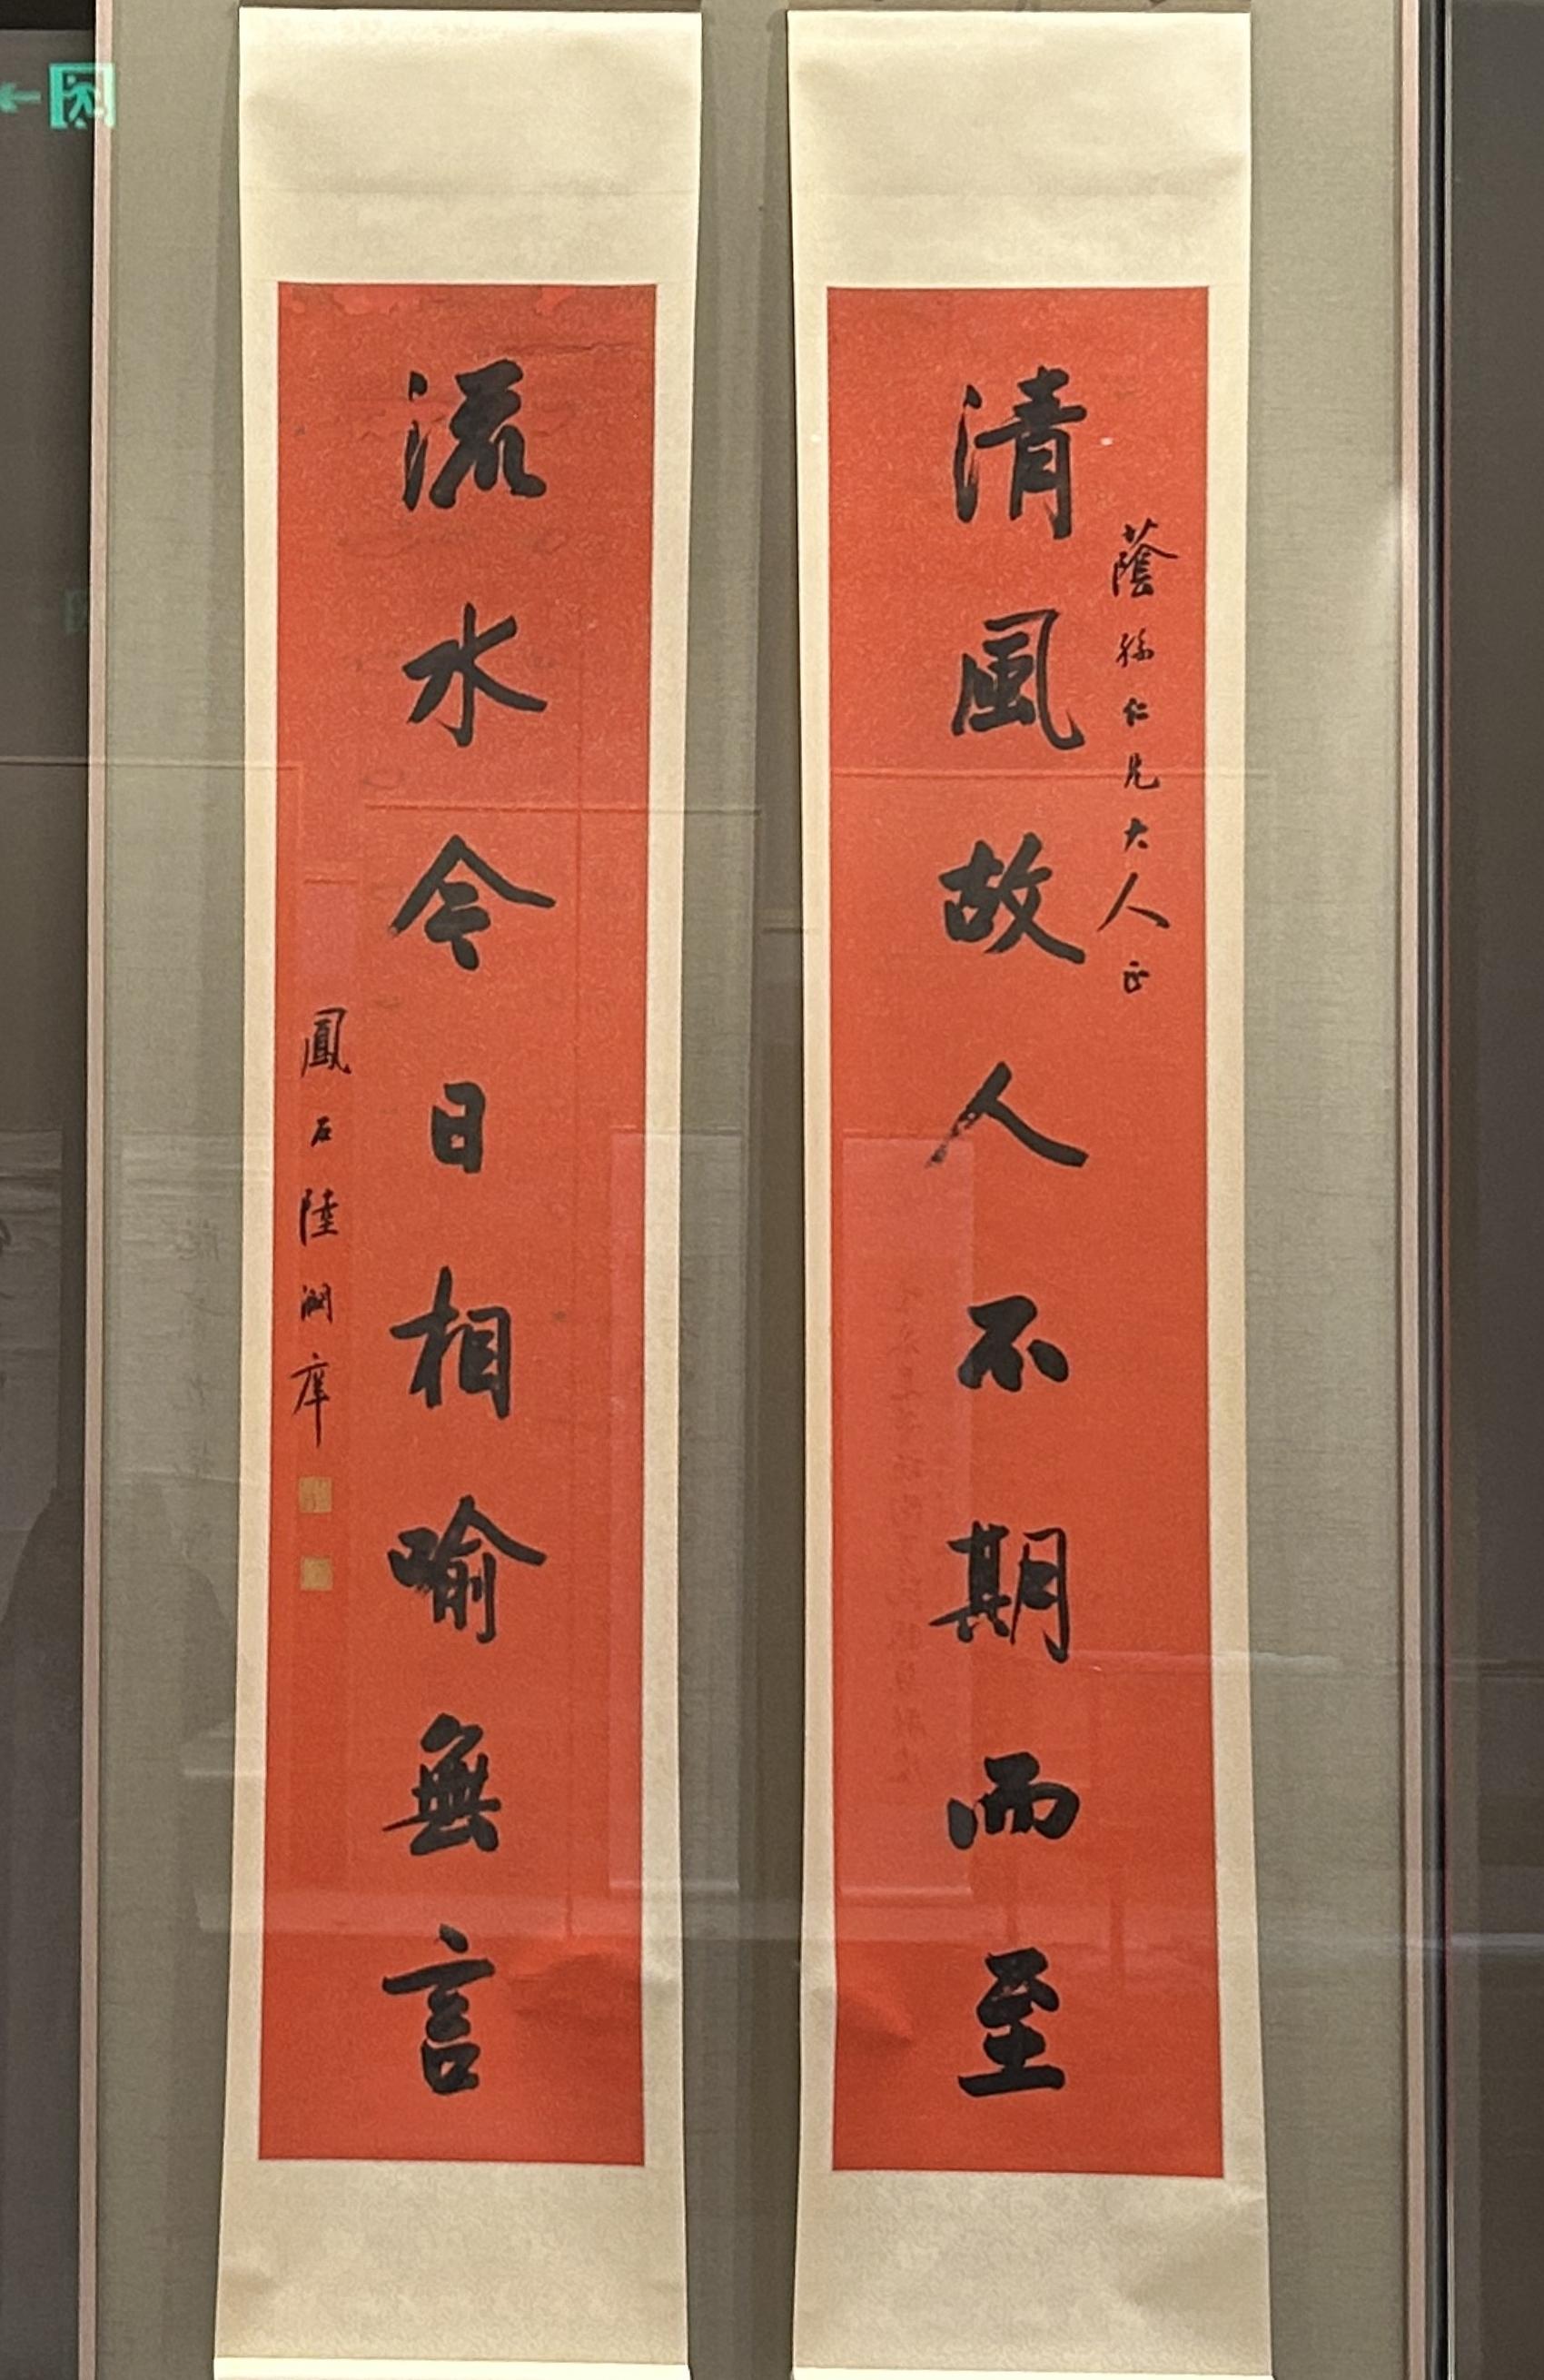 蔭孫仁兄大人正
清風故人不期而至
流水令日相喻無言
鳳石陸潤庠